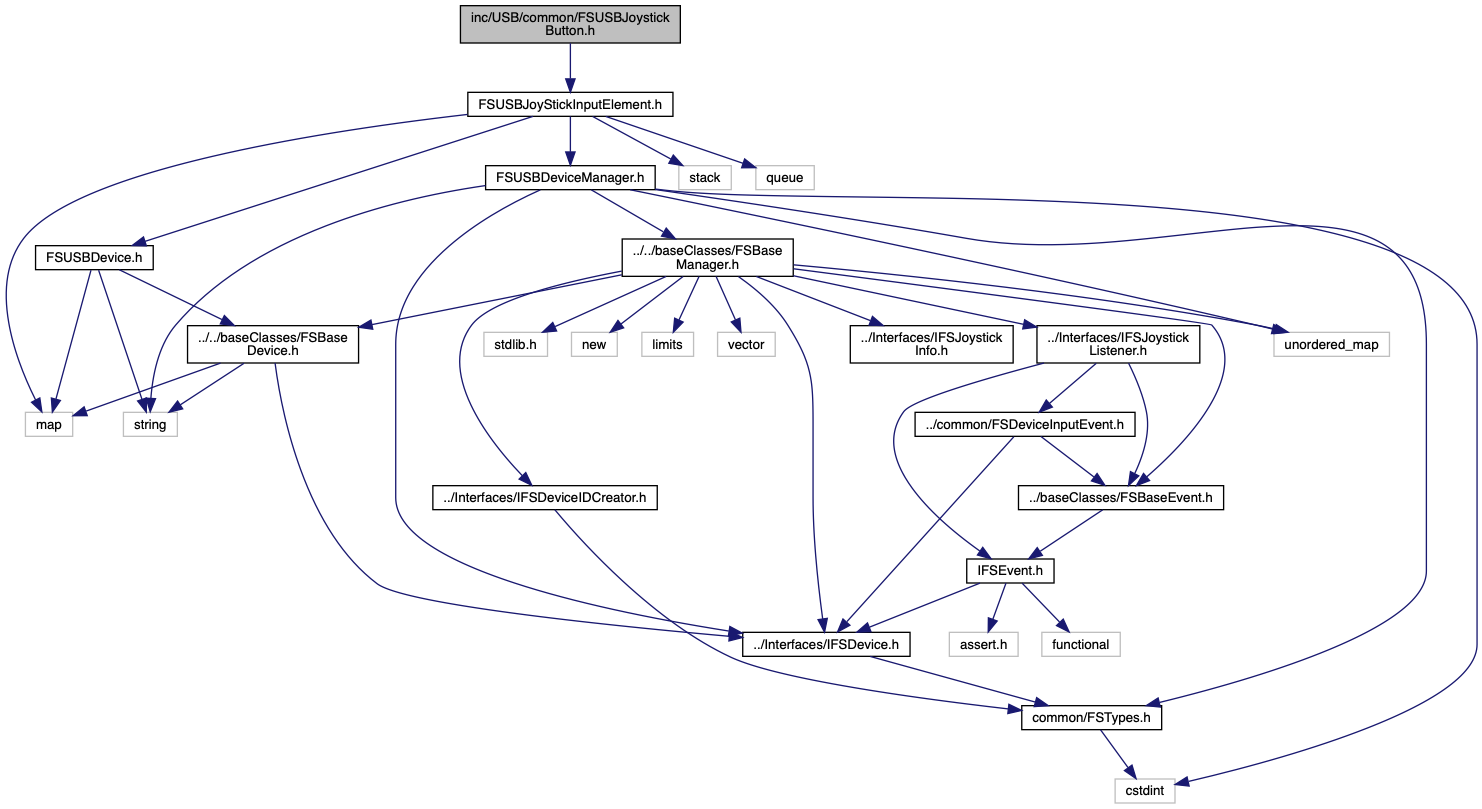 inc/USB/common/FSUSBJoystick
Button.h
FSUSBJoyStickInputElement.h
FSUSBDeviceManager.h
stack
queue
FSUSBDevice.h
../../baseClasses/FSBase
Manager.h
../../baseClasses/FSBase
Device.h
stdlib.h
new
limits
vector
../Interfaces/IFSJoystick
Info.h
../Interfaces/IFSJoystick
Listener.h
unordered_map
map
string
../common/FSDeviceInputEvent.h
../Interfaces/IFSDeviceIDCreator.h
../baseClasses/FSBaseEvent.h
IFSEvent.h
../Interfaces/IFSDevice.h
assert.h
functional
common/FSTypes.h
cstdint